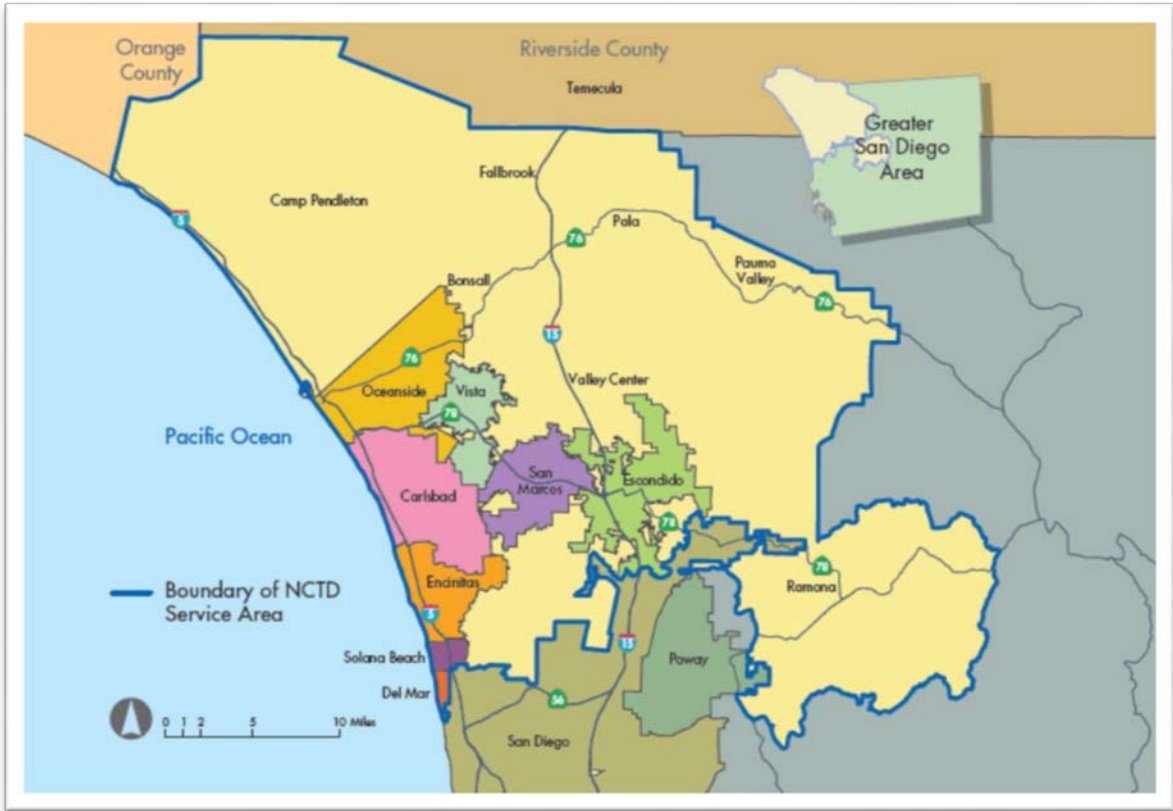 Orange
County
Riverside County
Temecula
Greater
San Diego
Area
Fallbrook
Camp Pendleton
Pala
5
76
Pauma
Valley
Bonsall
76
15
76
Oceanside
Vista
Valley Center
78
Pacific Ocean
San
Marcos
Escondido
Carlsbad
78
78
Encinitas
Ramona
Boundary of NCTD
Service Area
5
15
Solana Beach
Poway
Del Mar
56
0 1 2 5 10 Miles
San Diego